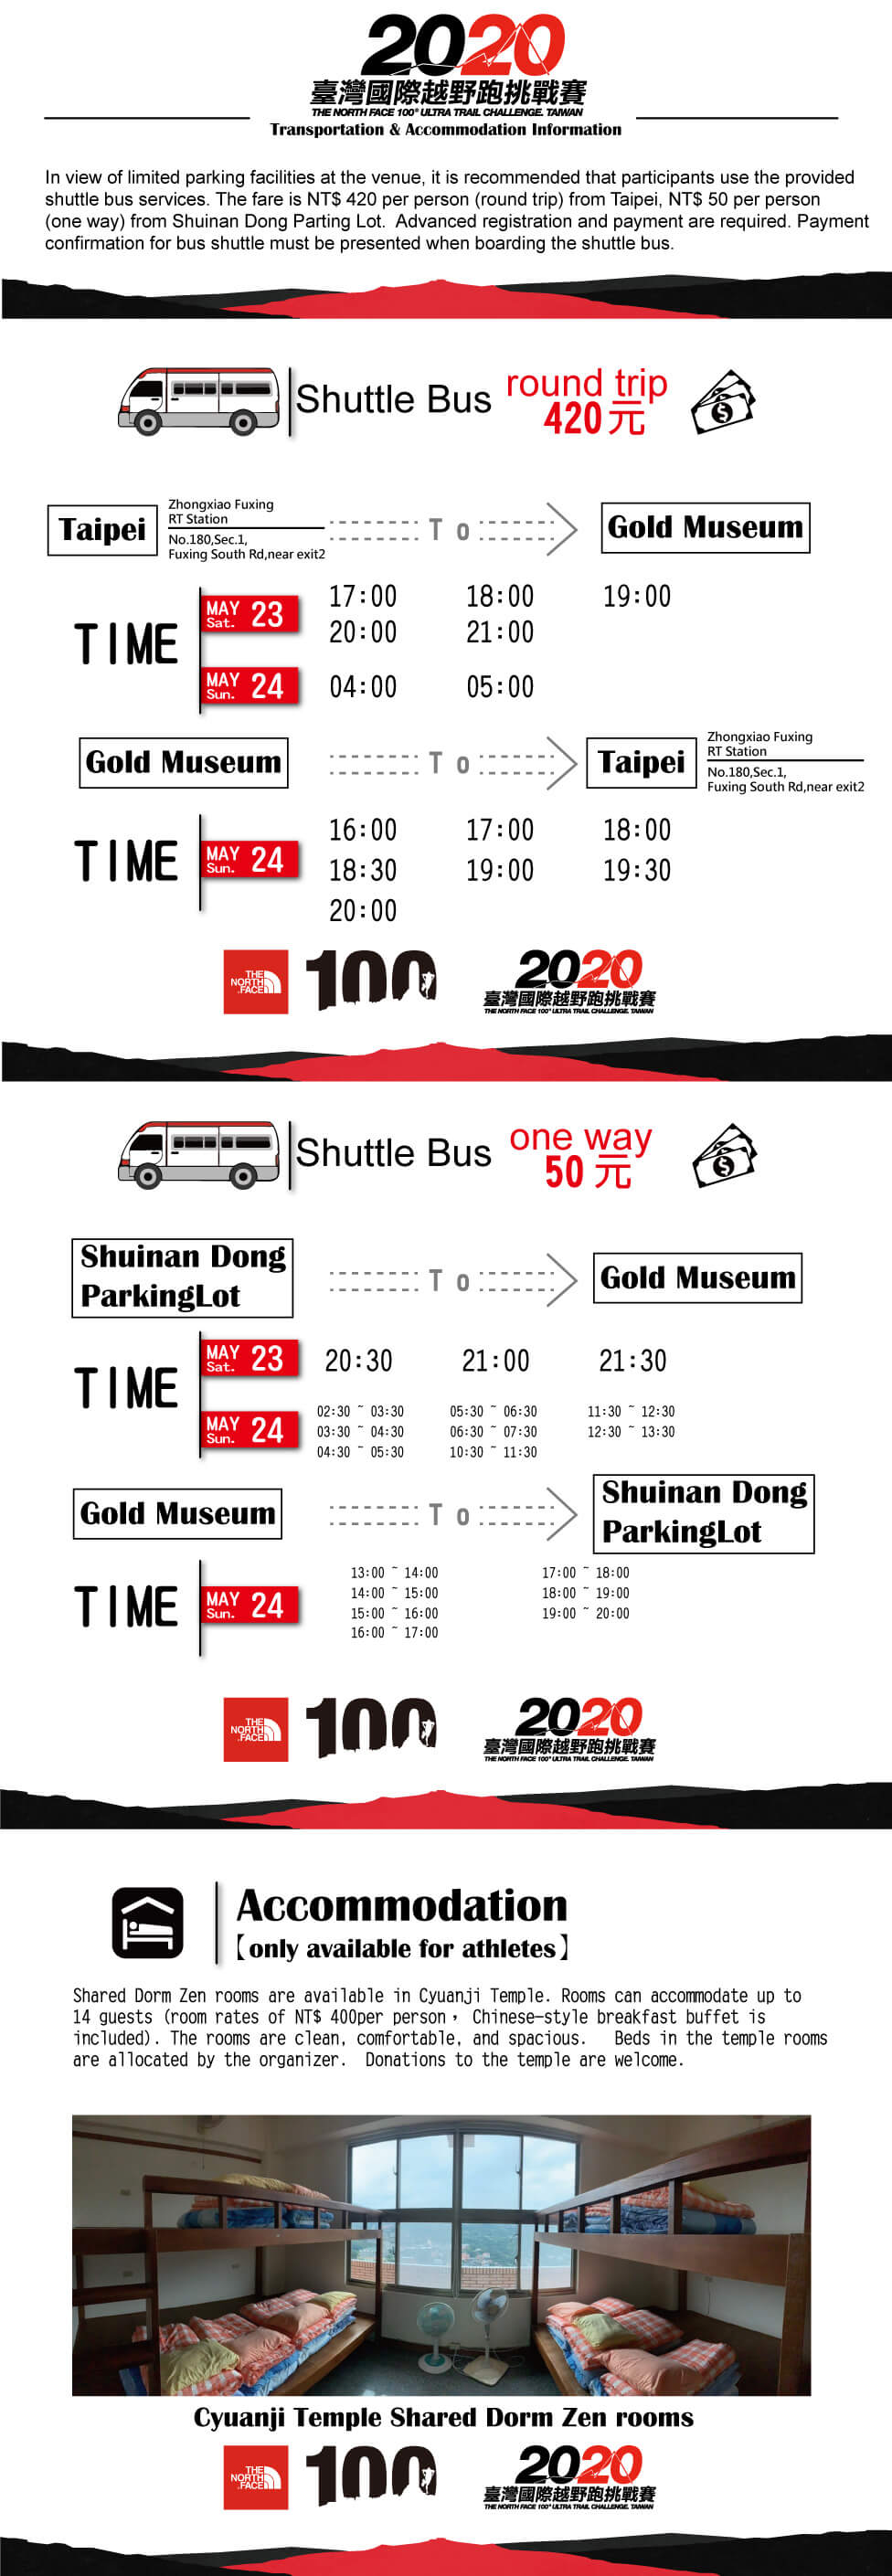 2020
臺灣國際越野跑挑戰賽
THE NORTH FACE 100® ULTRA TRAIL CHALLENGE. TAIWAN
Transportation & Accommodation Information
In view of limited parking facilities at the venue, it is recommended that participants use the provided
shuttle bus services. The fare is NT$ 420 per person (round trip) from Taipei, NT$ 50 per person
(one way) from Shuinan Dong Parting Lot. Advanced registration and payment are required. Payment
confirmation for bus shuttle must be presented when boarding the shuttle bus.
Shuttle Bus round trip
420元
Taipei
Zhongxiao Fuxing
RT Station
No.180,Sec.1,
Fuxing South Rd,near exit2
To
Gold Museum
TIME
MAY Sat. 23
17:00 18:00 19:00
20:00 21:00
MAY Sun. 24
04:00 05:00
Gold Museum
To
Taipei
Zhongxiao Fuxing
RT Station
No.180,Sec.1,
Fuxing South Rd,near exit2
TIME
MAY Sun. 24
16:00 17:00 18:00
18:30 19:00 19:30
20:00
THE
NORTH
FACE
100
2020
臺灣國際越野跑挑戰賽
THE NORTH FACE 100® ULTRA TRAIL CHALLENGE. TAIWAN
Shuttle Bus one way
50元
Shuinan Dong
ParkingLot
To
Gold Museum
TIME
MAY Sat. 23
20:30 21:00 21:30
MAY Sun. 24
02:30 ~ 03:30 05:30 ~ 06:30 11:30 ~ 12:30
03:30 ~ 04:30 06:30 ~ 07:30 12:30 ~ 13:30
04:30 ~ 05:30 10:30 ~ 11:30
Gold Museum
To
Shuinan Dong
ParkingLot
TIME
MAY Sun. 24
13:00 ~ 14:00 17:00 ~ 18:00
14:00 ~ 15:00 18:00 ~ 19:00
15:00 ~ 16:00 19:00 ~ 20:00
16:00 ~ 17:00
THE
NORTH
FACE
100
2020
臺灣國際越野跑挑戰賽
THE NORTH FACE 100® ULTRA TRAIL CHALLENGE. TAIWAN
Accommodation
【only available for athletes】
Shared Dorm Zen rooms are available in Cyuanji Temple. Rooms can accommodate up to
14 guests (room rates of NT$ 400per person， Chinese-style breakfast buffet is
included). The rooms are clean, comfortable, and spacious. Beds in the temple rooms
are allocated by the organizer. Donations to the temple are welcome.
Cyuanji Temple Shared Dorm Zen rooms
THE
NORTH
FACE
100
2020
臺灣國際越野跑挑戰賽
THE NORTH FACE 100® ULTRA TRAIL CHALLENGE. TAIWAN